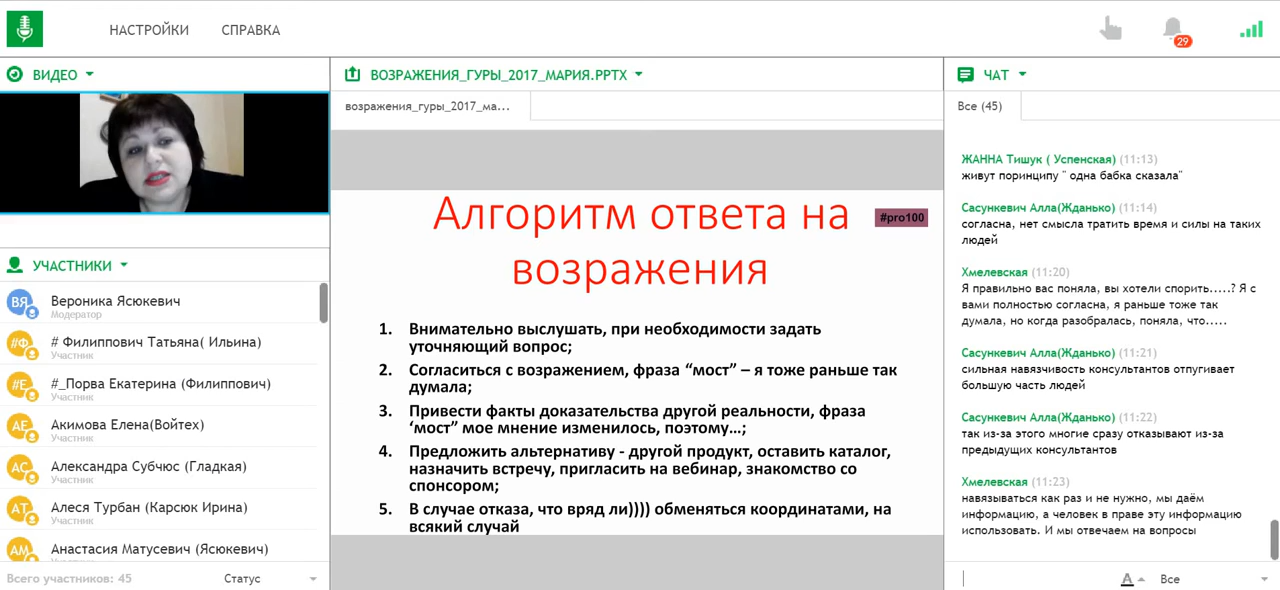 НАСТРОЙКИ
СПРАВКА
29
ВИДЕО
ВОЗРАЖЕНИЯ_ГУРЫ_2017_МАРИЯ.PPTX
ЧАТ
возражения_гуры_2017_ма...
Все (45)
УЧАСТНИКИ
ВЯ
Вероника Ясюкевич
Модератор
#Ф
# Филиппович Татьяна( Ильина)
Участник
#Е
#_Порва Екатерина (Филиппович)
Участник
АЕ
Акимова Елена(Войтех)
Участник
АС
Александра Субчюс (Гладкая)
Участник
АТ
Алеся Турбан (Карсюк Ирина)
Участник
АМ
Анастасия Матусевич (Ясюкевич)
Всего участников: 45
Статус
Алгоритм ответа на
возражения
#pro100
1. Внимательно выслушать, при необходимости задать
уточняющий вопрос;
2. Согласиться с возражением, фраза “мост” – я тоже раньше так
думала;
3. Привести факты доказательства другой реальности, фраза
‘мост” мое мнение изменилось, поэтому…;
4. Предложить альтернативу - другой продукт, оставить каталог,
назначить встречу, пригласить на вебинар, знакомство со
спонсором;
5. В случае отказа, что вряд ли)))) обменяться координатами, на
всякий случай
ЖАННА Тишук ( Успенская) (11:13)
живут поринципу " одна бабка сказала"
Сасункевич Алла(Жданько) (11:14)
согласна, нет смысла тратить время и силы на таких
людей
Хмелевская (11:20)
Я правильно вас поняла, вы хотели спорить.....? Я с
вами полностью согласна, я раньше тоже так
думала, но когда разобралась, поняла, что.....
Сасункевич Алла(Жданько) (11:21)
сильная навязчивость консультантов отпугивает
большую часть людей
Сасункевич Алла(Жданько) (11:22)
так из-за этого многие сразу отказывают из-за
предыдущих консультантов
Хмелевская (11:23)
навязываться как раз и не нужно, мы даём
информацию, а человек в праве эту информацию
использовать. И мы отвечаем на вопросы
A
Все